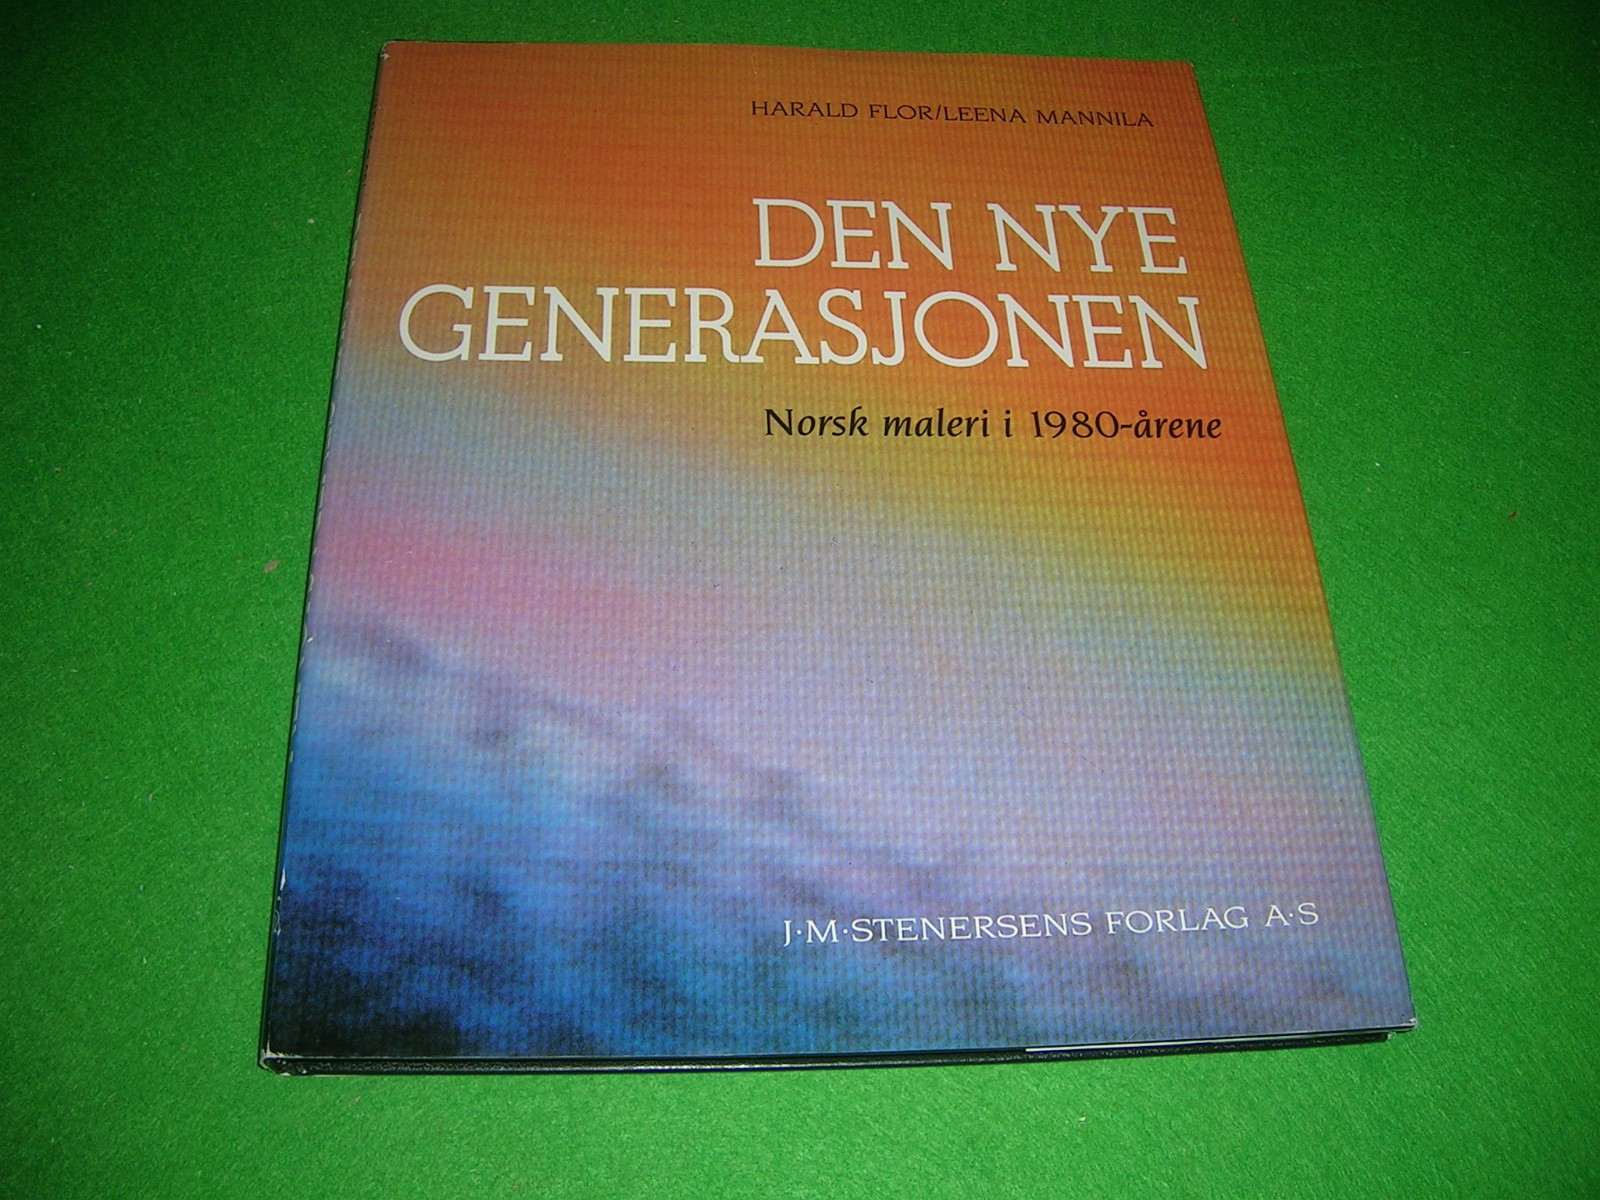 HARALD FLOR/LEENA MANNILA
DEN NYE
GENERASJONEN
Norsk maleri i 1980-årene
J·M·STENERSENS FORLAG A·S